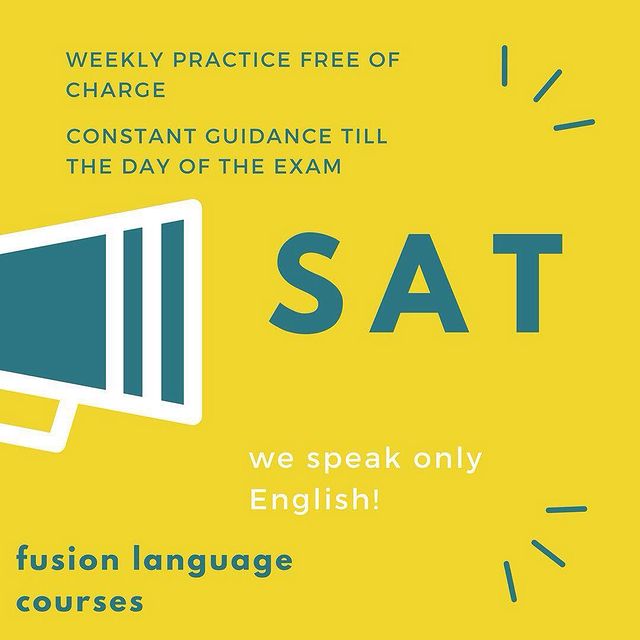 WEEKLY PRACTICE FREE OF
CHARGE
CONSTANT GUIDANCE TILL
THE DAY OF THE EXAM
SAT
we speak only
English!
fusion language
courses